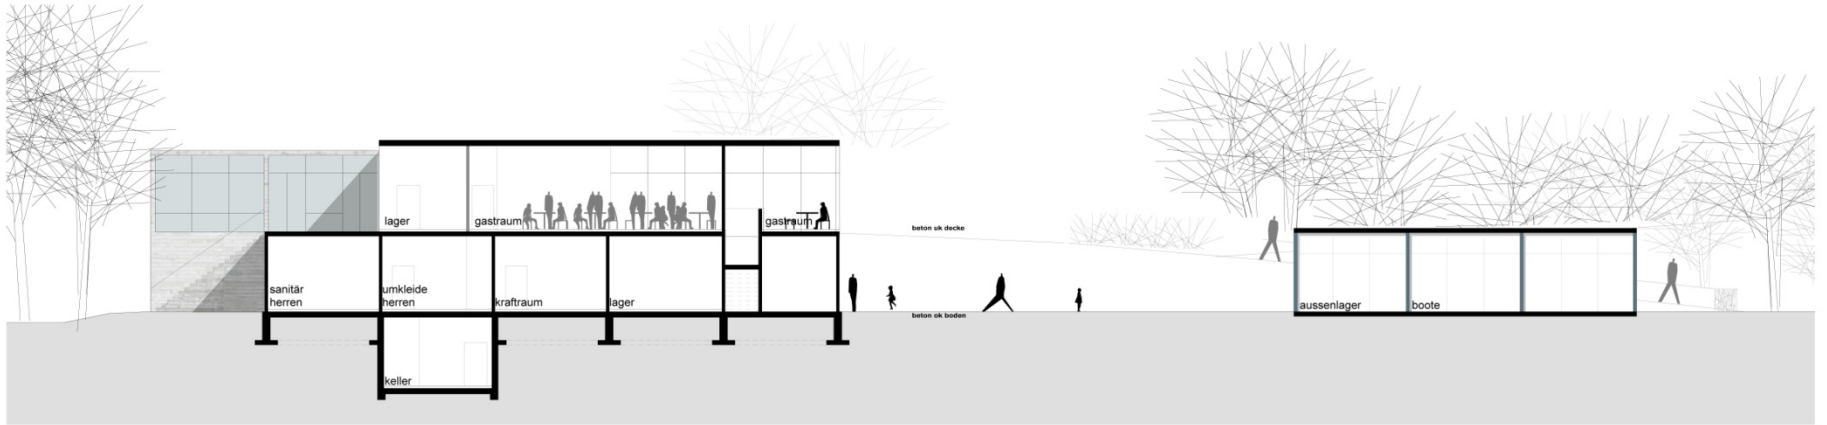 lager
gastraum
gastraum
beton uk decke
sanitär
herren
umkleide
herren
kraftraum
lager
aussenlager
boote
beton ok boden
keller